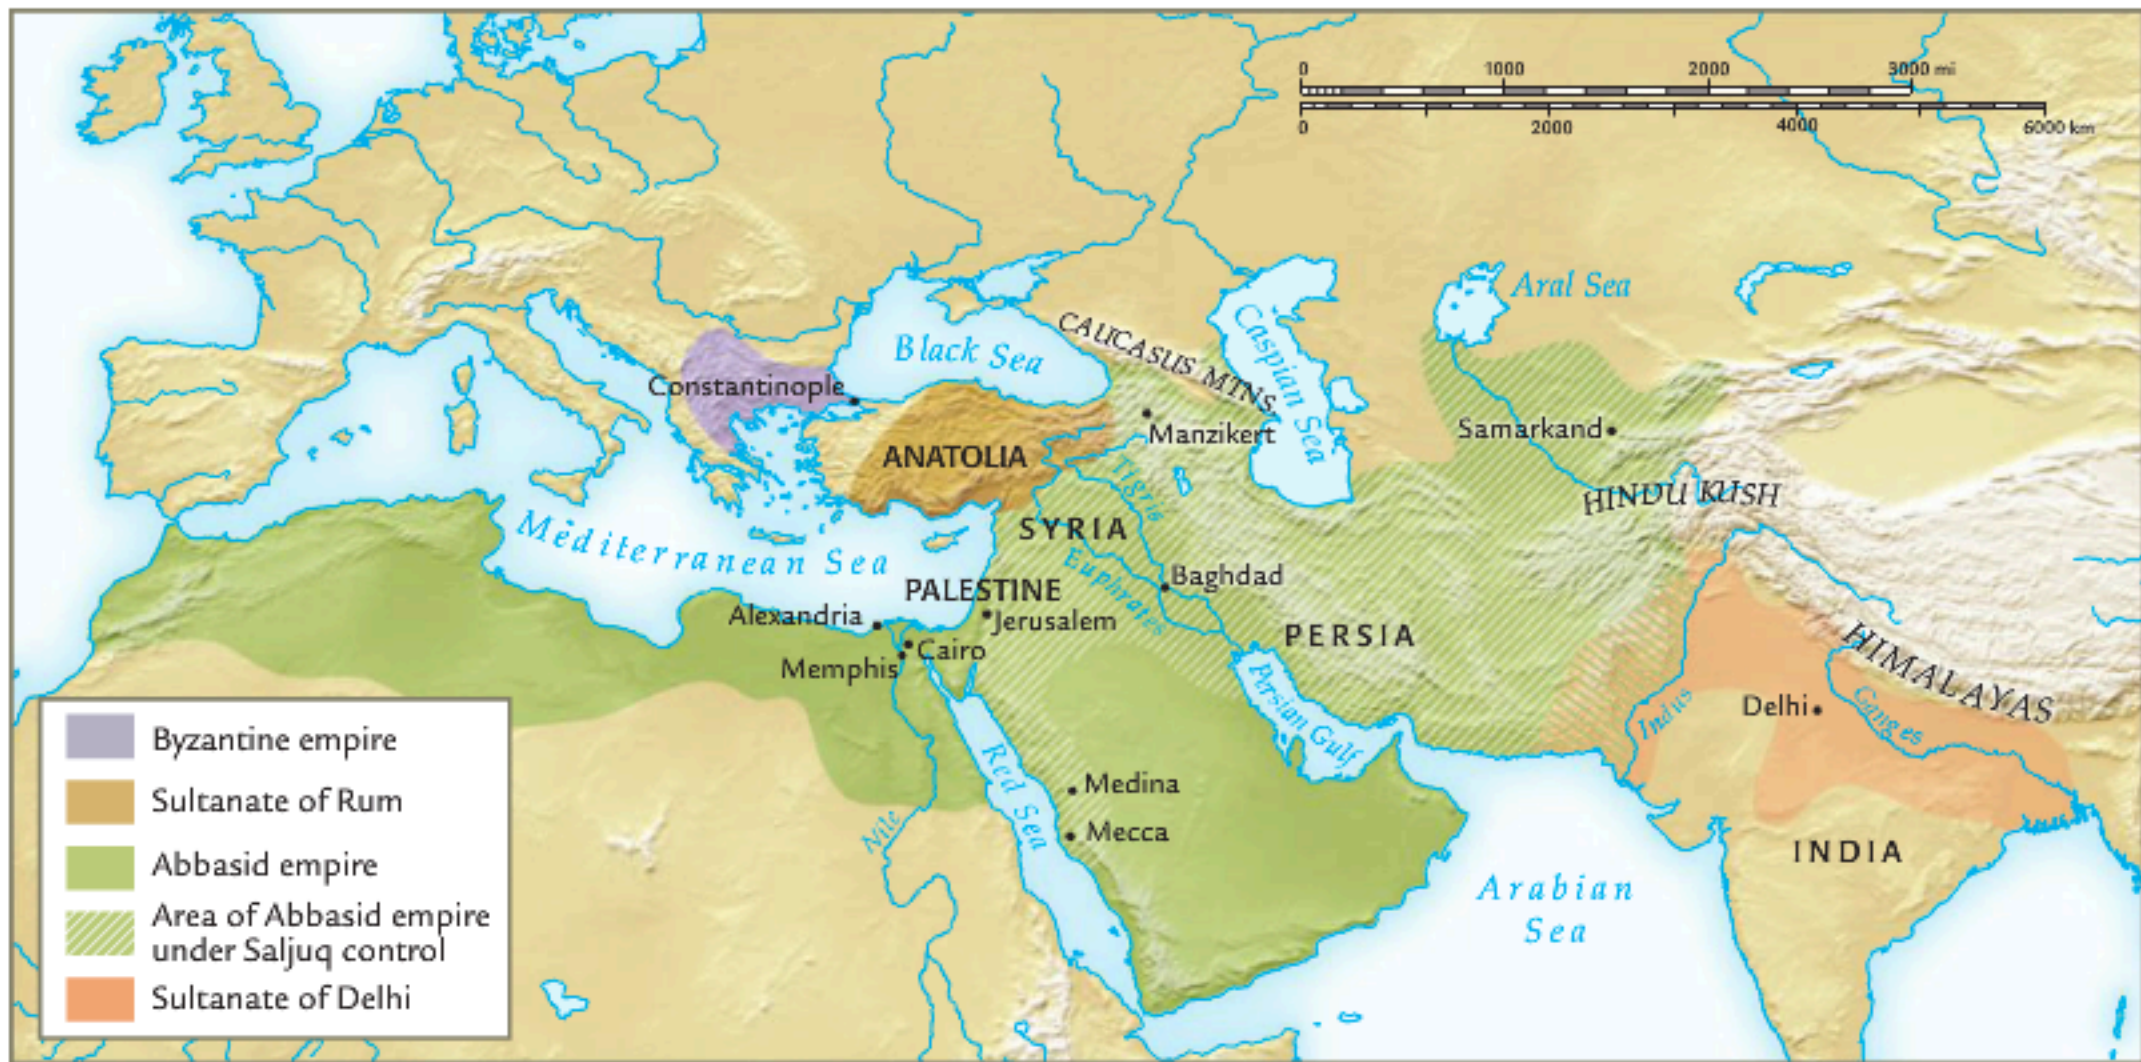 0 1000 2000 3000 mi
0 2000 4000 6000 km
Aral Sea
Black Sea
CAUCASUS MTNS.
Caspian Sea
Constantinople
Manzikert
Samarkand
ANATOLIA
Tigris
HINDU KUSH
SYRIA
Mediterranean Sea
Euphrates
Baghdad
PALESTINE
Alexandria
Jerusalem
PERSIA
Cairo
Memphis
HIMALAYAS
Persian Gulf
Indus
Delhi
Ganges
Red Sea
Medina
Mecca
Nile
INDIA
Arabian
Sea
Byzantine empire
Sultanate of Rum
Abbasid empire
Area of Abbasid empire
under Saljuq control
Sultanate of Delhi